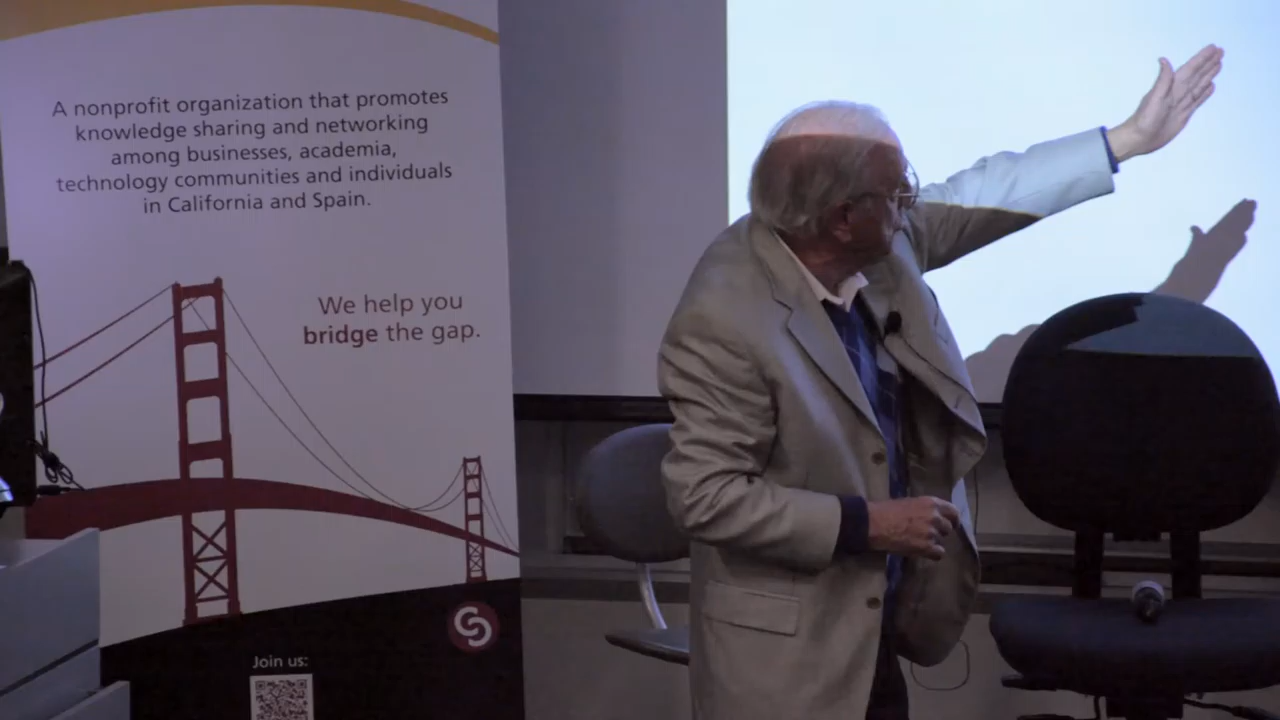 A nonprofit organization that promotes
knowledge sharing and networking
among businesses, academia,
technology communities and individuals
in California and Spain.
We help you
bridge the gap.
Join us: